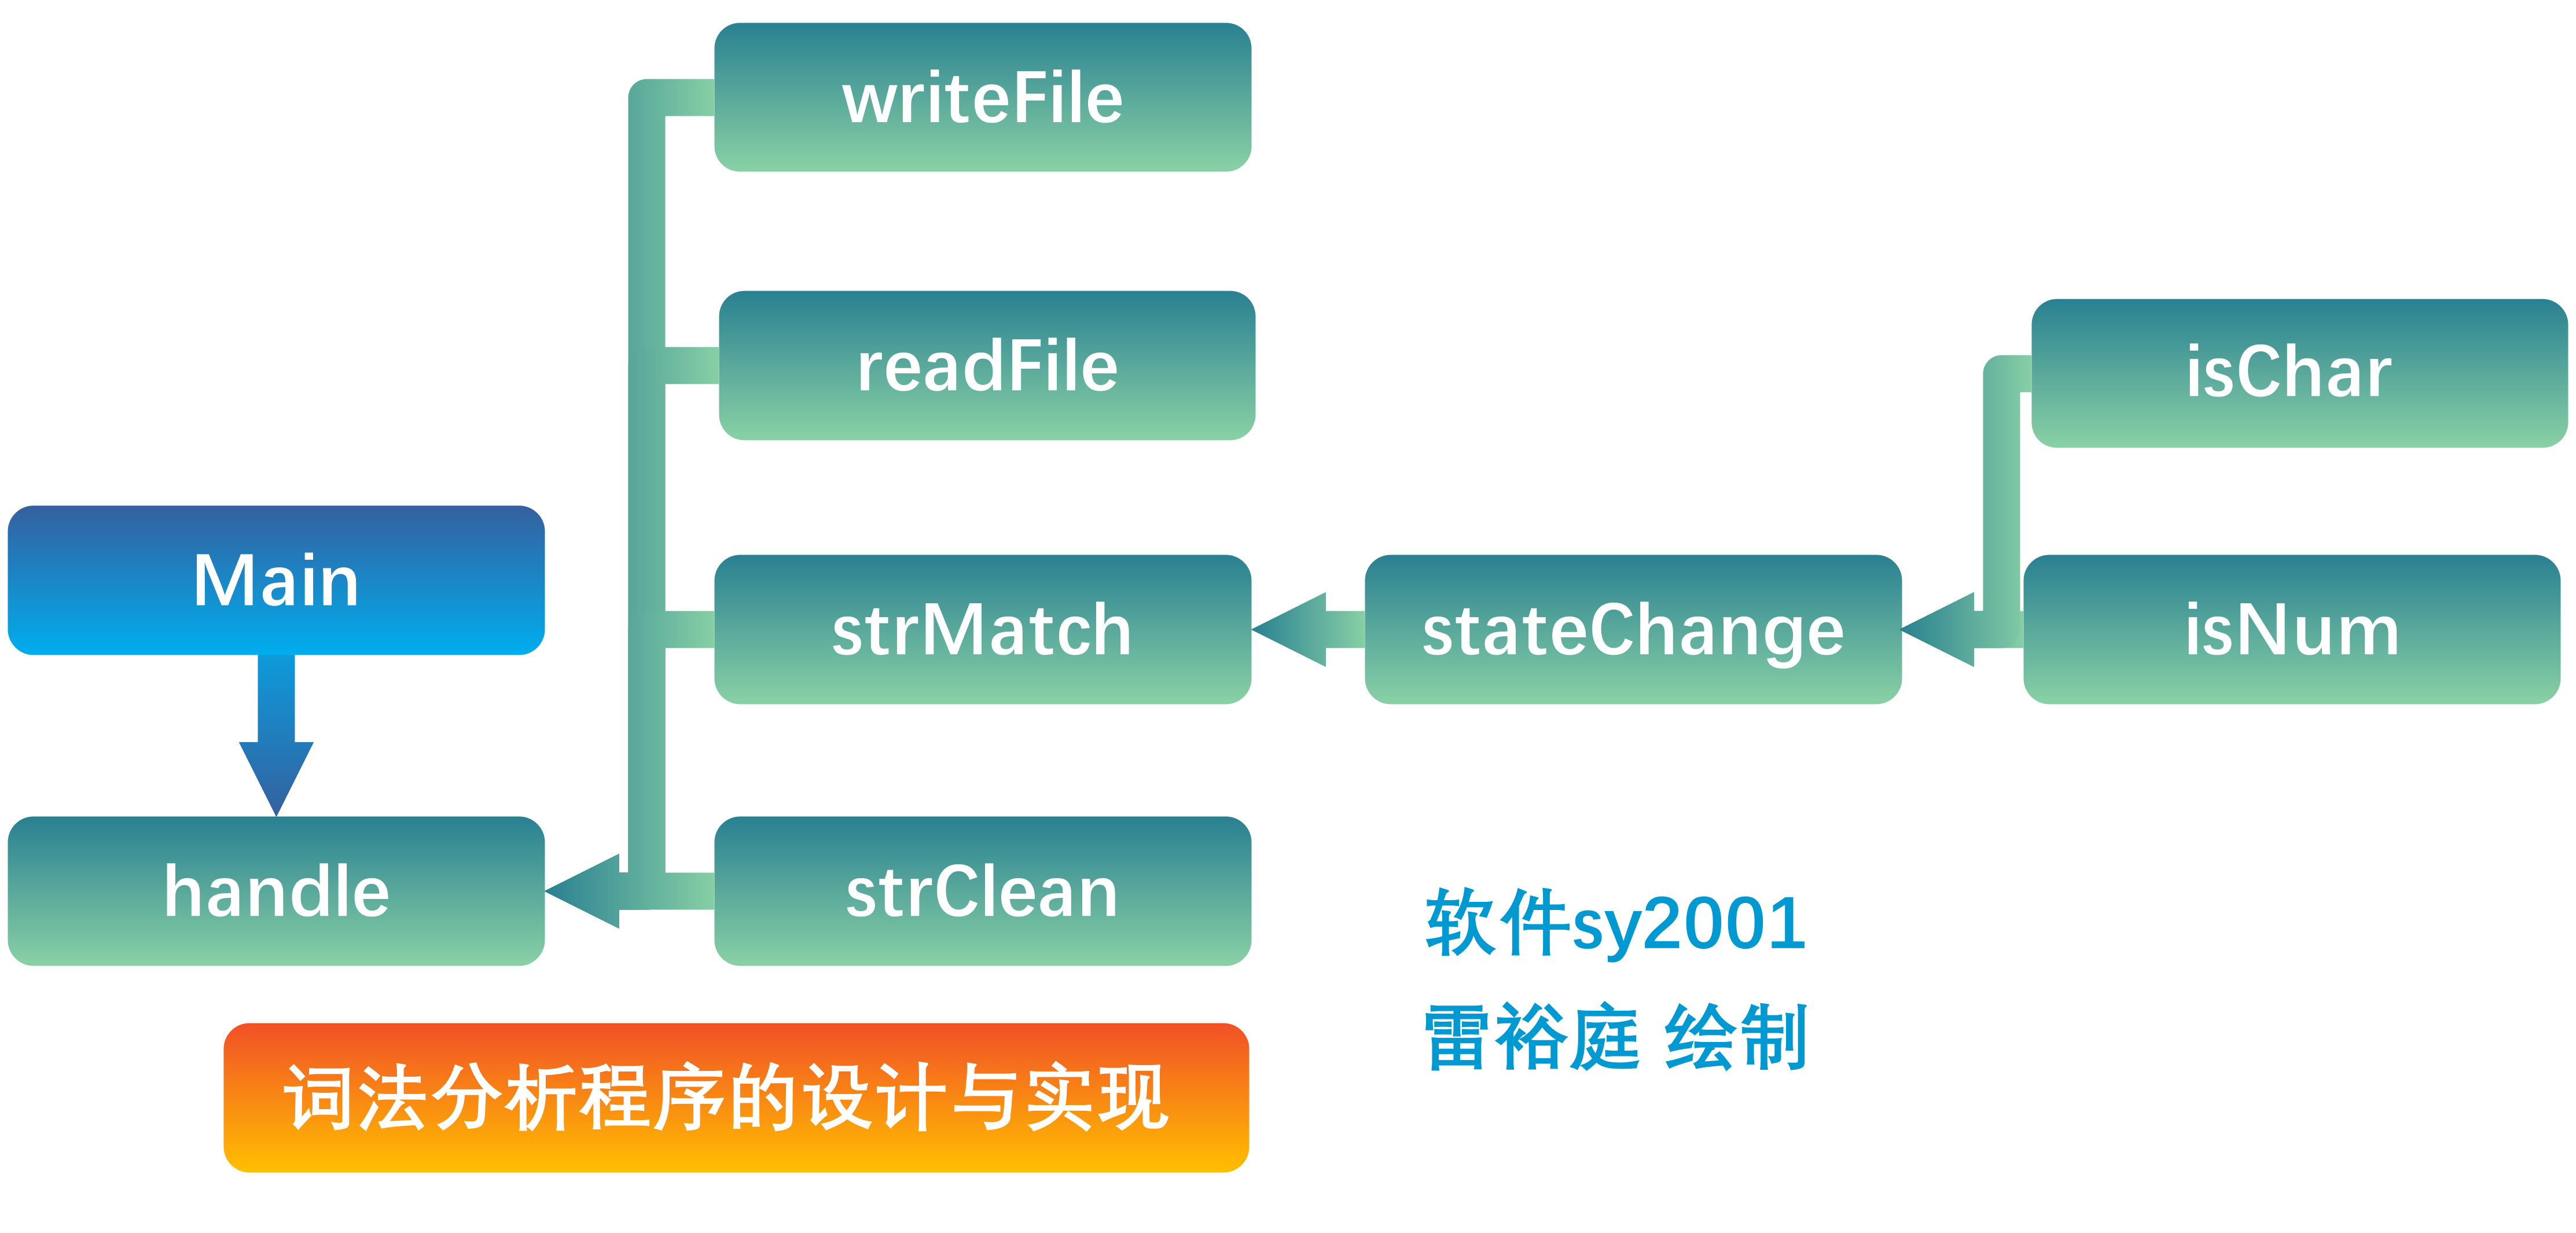 writeFile
readFile
isChar
Main
strMatch
stateChange
isNum
handle
strClean
软件sy2001
雷裕庭 绘制
词法分析程序的设计与实现